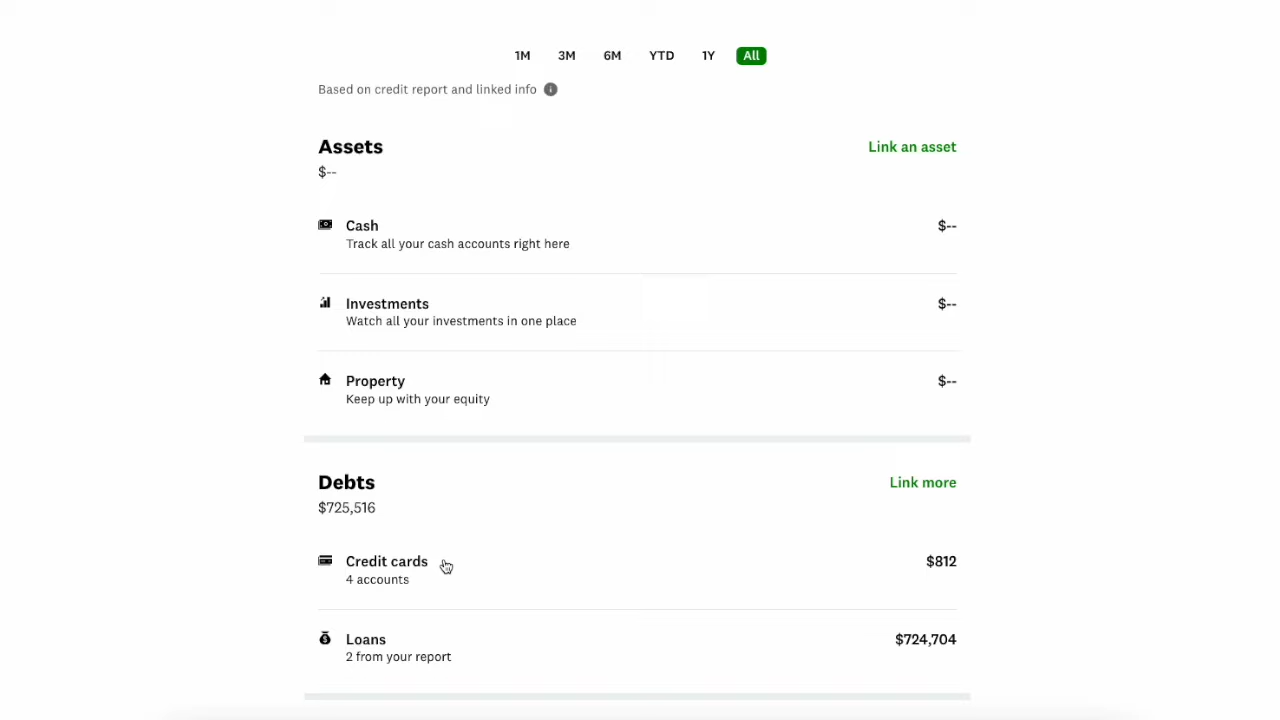 1M 3M 6M YTD 1Y All
Based on credit report and linked info
Assets Link an asset
$--
Cash $--
Track all your cash accounts right here
Investments $--
Watch all your investments in one place
Property $--
Keep up with your equity
Debts Link more
$725,516
Credit cards $812
4 accounts
Loans $724,704
2 from your report